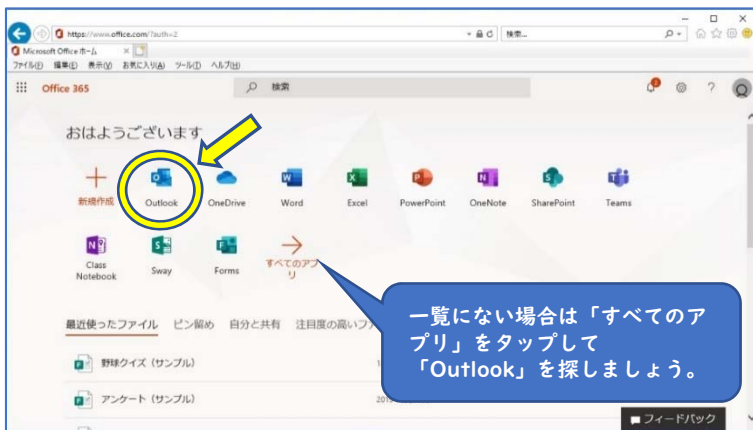 https://www.office.com/?auth=2
検索...
Microsoft Office ホーム
ファイル(F) 編集(E) 表示(V) お気に入り(A) ツール(T) ヘルプ(H)
Office 365
検索
おはようございます
新規作成 Outlook OneDrive Word Excel PowerPoint OneNote SharePoint Teams
Class
Notebook
Sway Forms
すべてのアプ
リ
最近使ったファイル ピン留め 自分と共有 注目度の高いファ
一覧にない場合は「すべてのア
プリ」をタップして
「Outlook」を探しましょう。
野球クイズ (サンプル)
アンケート (サンプル)
フィードバック